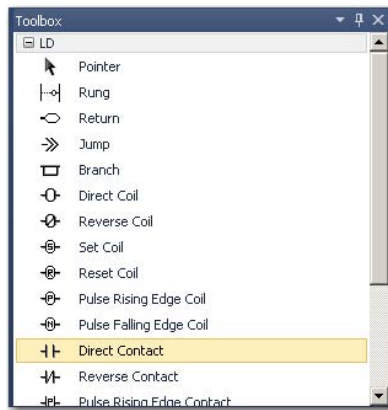 Toolbox
LD
Pointer
Rung
Return
Jump
Branch
Direct Coil
Reverse Coil
Set Coil
Reset Coil
Pulse Rising Edge Coil
Pulse Falling Edge Coil
Direct Contact
Reverse Contact
Pulse Rising Edge Contact